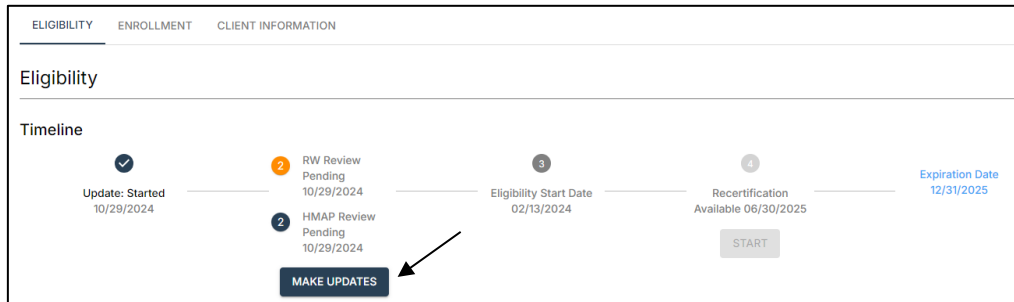 ELIGIBILITY ENROLLMENT CLIENT INFORMATION
Eligibility
Timeline
Update: Started
10/29/2024
2 RW Review
Pending
10/29/2024
2 HMAP Review
Pending
10/29/2024
MAKE UPDATES
3
Eligibility Start Date
02/13/2024
4
Recertification
Available 06/30/2025
START
Expiration Date
12/31/2025